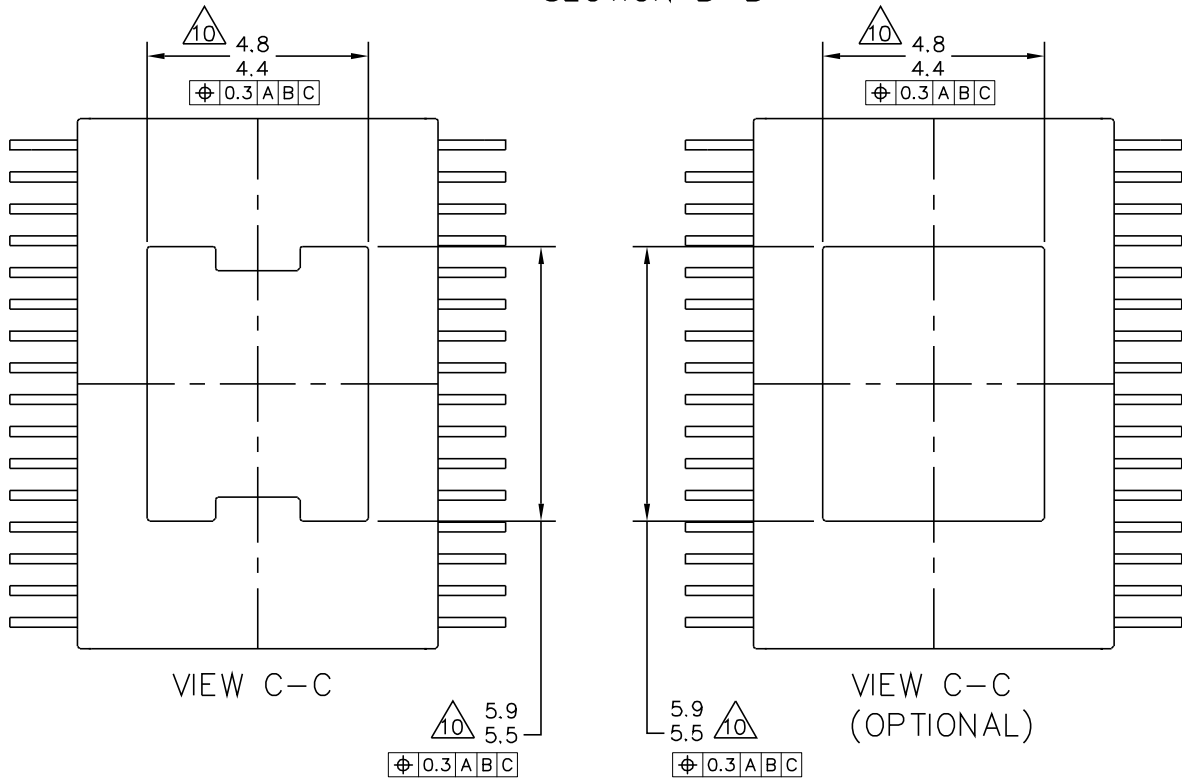 10 4.8
4.4
⌖ 0.3 A B C
10 4.8
4.4
⌖ 0.3 A B C
VIEW C-C
10 5.9
5.5
⌖ 0.3 A B C
5.9
5.5 10
⌖ 0.3 A B C
VIEW C-C
(OPTIONAL)